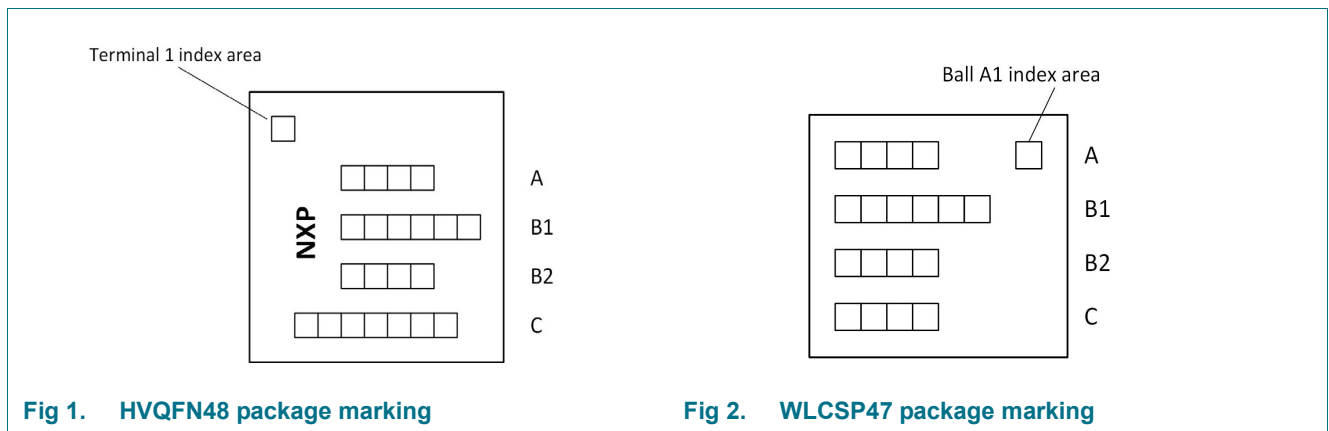 Terminal 1 index area
NXP
A
B1
B2
C
Fig 1. HVQFN48 package marking
Ball A1 index area
A
B1
B2
C
Fig 2. WLCSP47 package marking